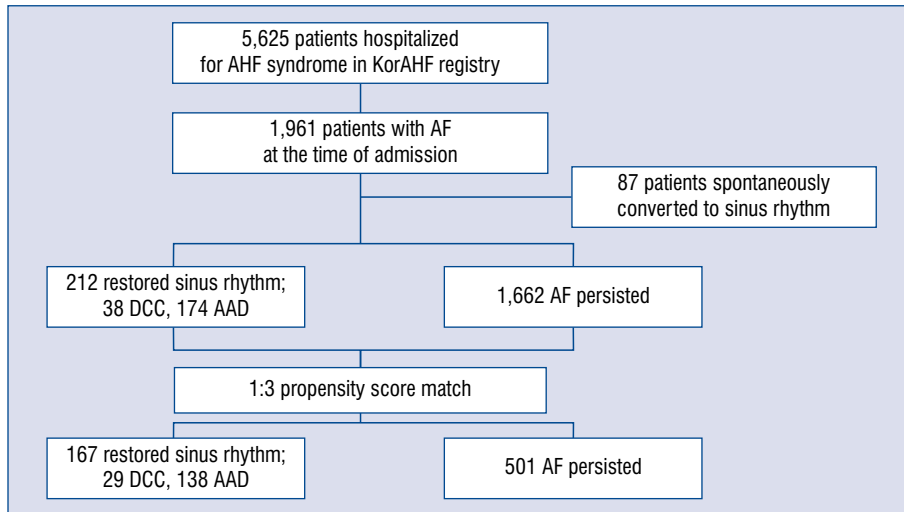 5,625 patients hospitalized
for AHF syndrome in KorAHF registry
1,961 patients with AF
at the time of admission
87 patients spontaneously
converted to sinus rhythm
212 restored sinus rhythm;
38 DCC, 174 AAD
1,662 AF persisted
1:3 propensity score match
167 restored sinus rhythm;
29 DCC, 138 AAD
501 AF persisted